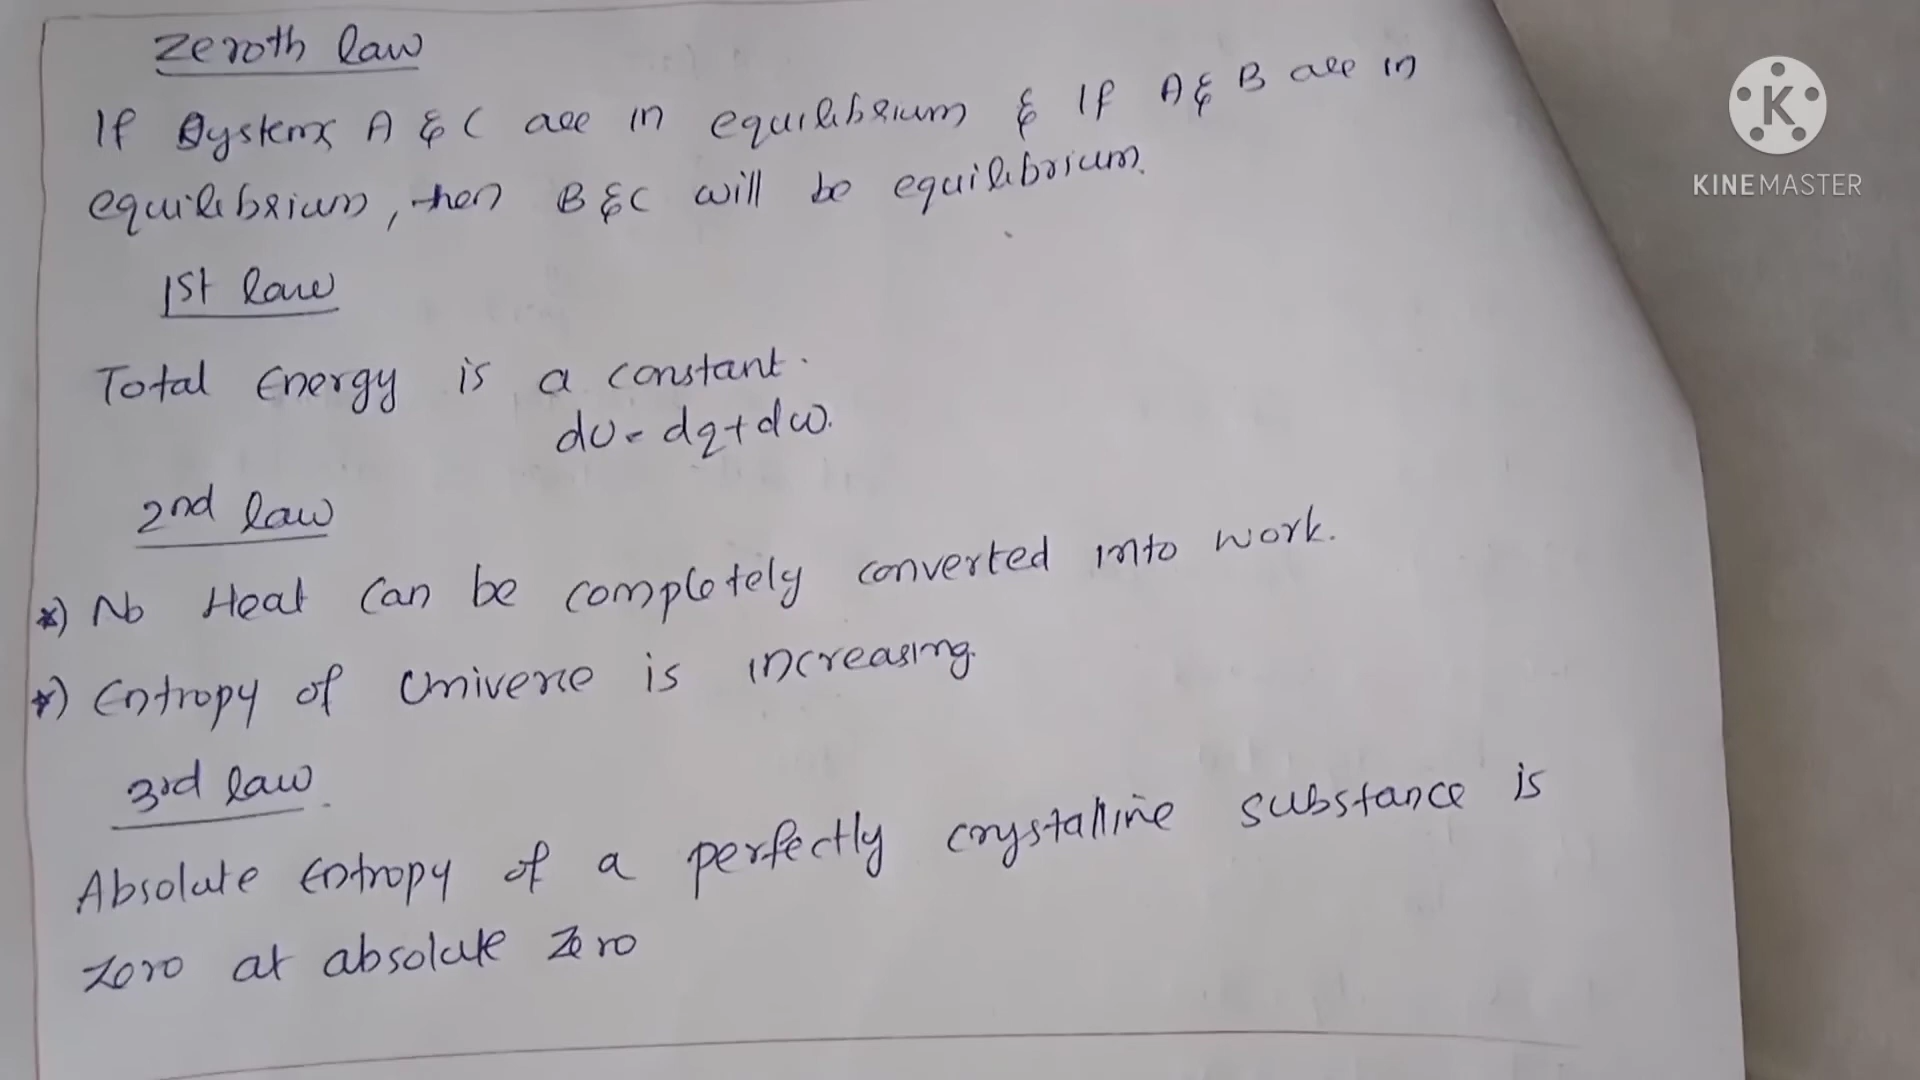 Zeroth law
If Systems A & C are in equilibrium & If A & B are in
equilibrium, then B & C will be equilibrium.
1st law
Total Energy is a constant.
dU = dq + dw.
2nd law
*) No Heat can be completely converted into work.
*) Entropy of Universe is increasing.
3rd law.
Absolute Entropy of a perfectly crystalline substance is
zero at absolute zero
K
KINEMASTER